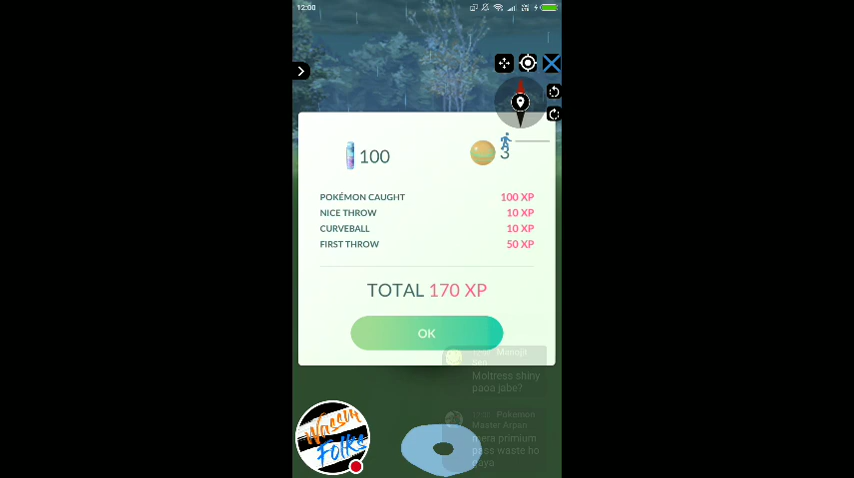 12:00
100
3
POKÉMON CAUGHT 100 XP
NICE THROW 10 XP
CURVEBALL 10 XP
FIRST THROW 50 XP
TOTAL 170 XP
OK
Manojit
Sen
Moltress shiny
paoa jabe?
Pokemon
Master Arpan
mera primium
pass waste ho
gaya
Wassup
Folks